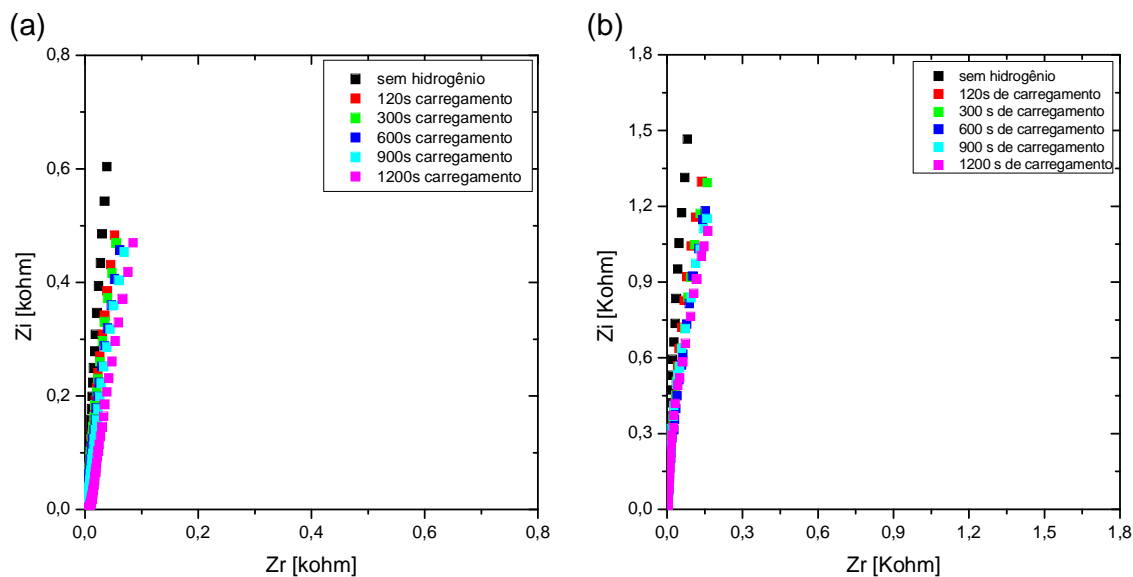 (a)
Zi [kohm]
0,8
0,6
0,4
0,2
0,0
0,0 0,2 0,4 0,6 0,8
Zr [kohm]
sem hidrogênio
120s carregamento
300s carregamento
600s carregamento
900s carregamento
1200s carregamento
(b)
Zi [Kohm]
1,8
1,5
1,2
0,9
0,6
0,3
0,0
0,0 0,3 0,6 0,9 1,2 1,5 1,8
Zr [Kohm]
sem hidrogênio
120s de carregamento
300 s de carregamento
600 s de carregamento
900 s de carregamento
1200 s de carregamento